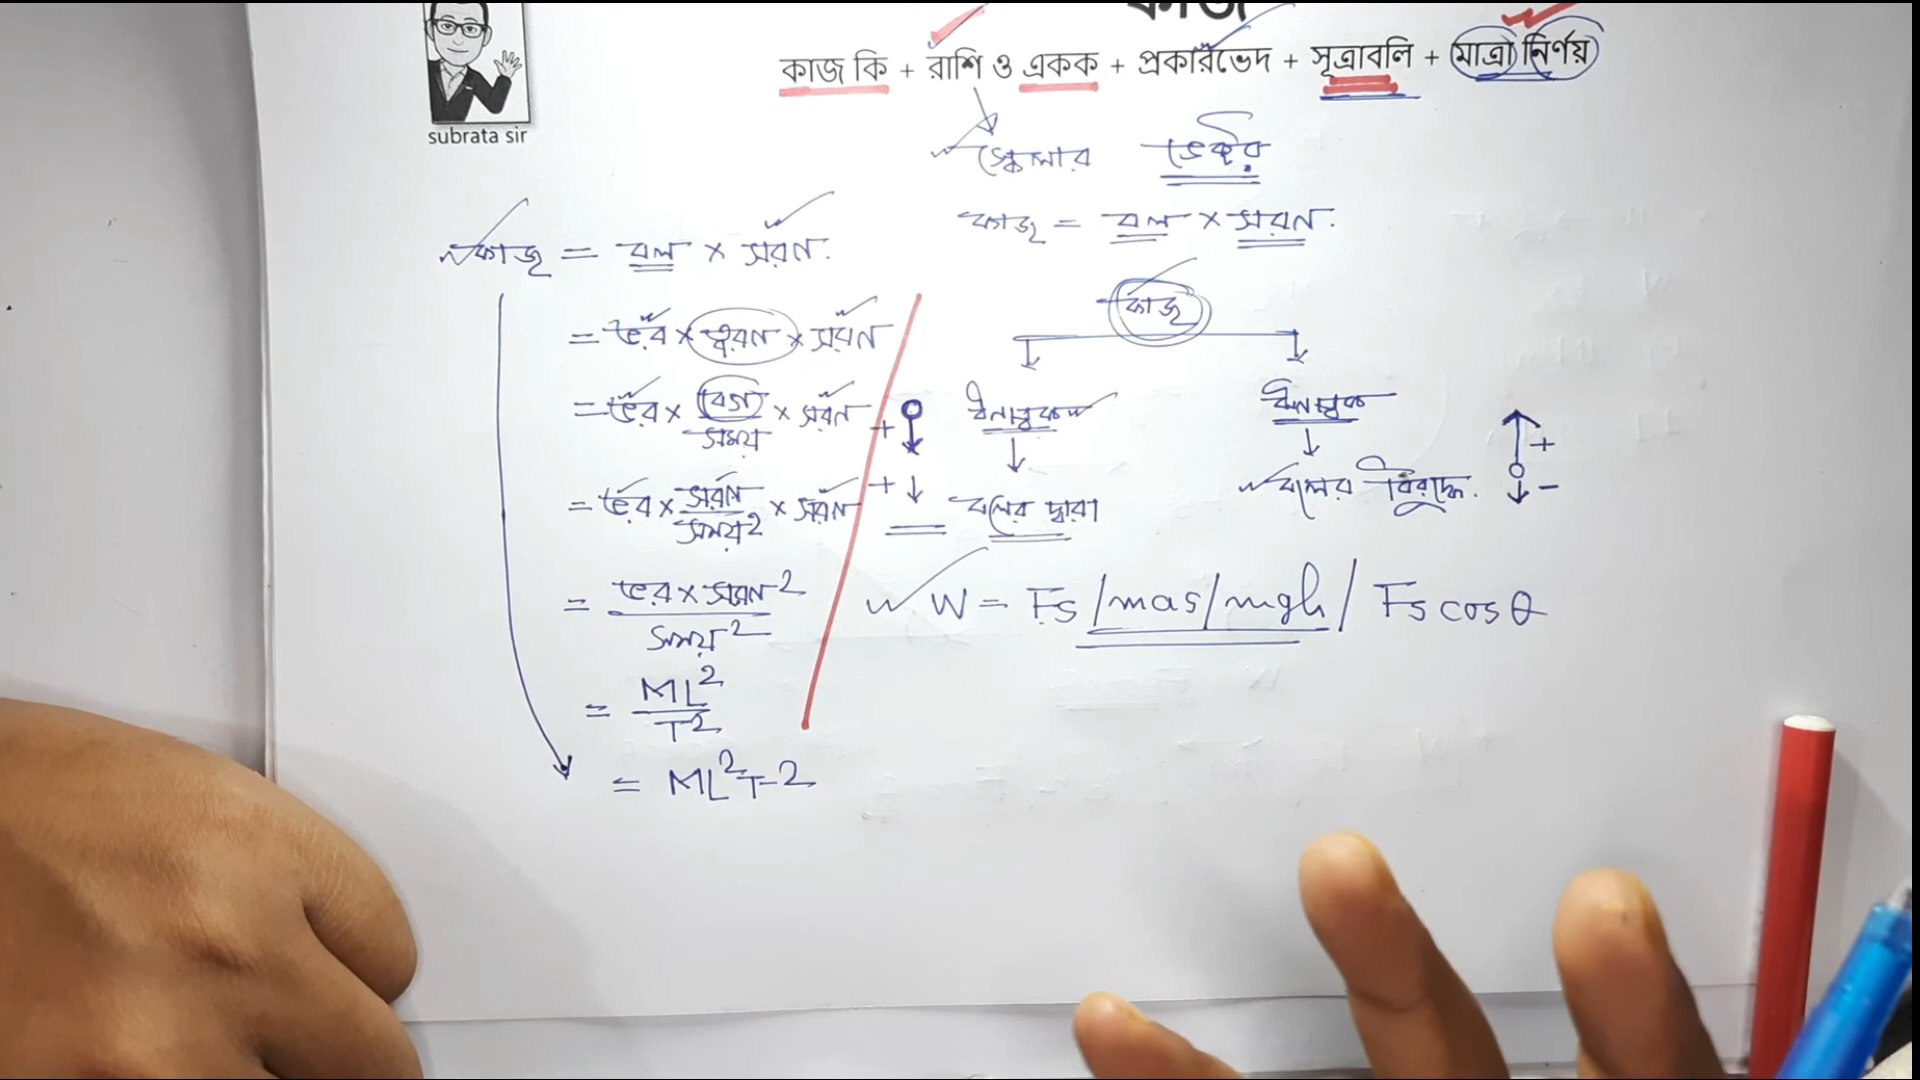 কাজ
কাজ কি + রাশি ও একক + প্রকারভেদ + সূত্রাবলি + মাত্রা নির্ণয়
subrata sir
স্কেলার ভেক্টর
কাজ = বল × সরণ.
কাজ = বল × সরণ.
= ভর × ত্বরণ × সরণ
= ভর × বেগ/সময় × সরণ
= ভর × সরণ/সময়2 × সরণ
= ভর × সরণ2/সময়2
= ML2/T2
= ML2T-2
কাজ
ধনাত্মক ঋনাত্মক
+ +
বলের দ্বারা বলের বিরুদ্ধে.
+ -
W = Fs/mas/mgh/ Fs cosθ